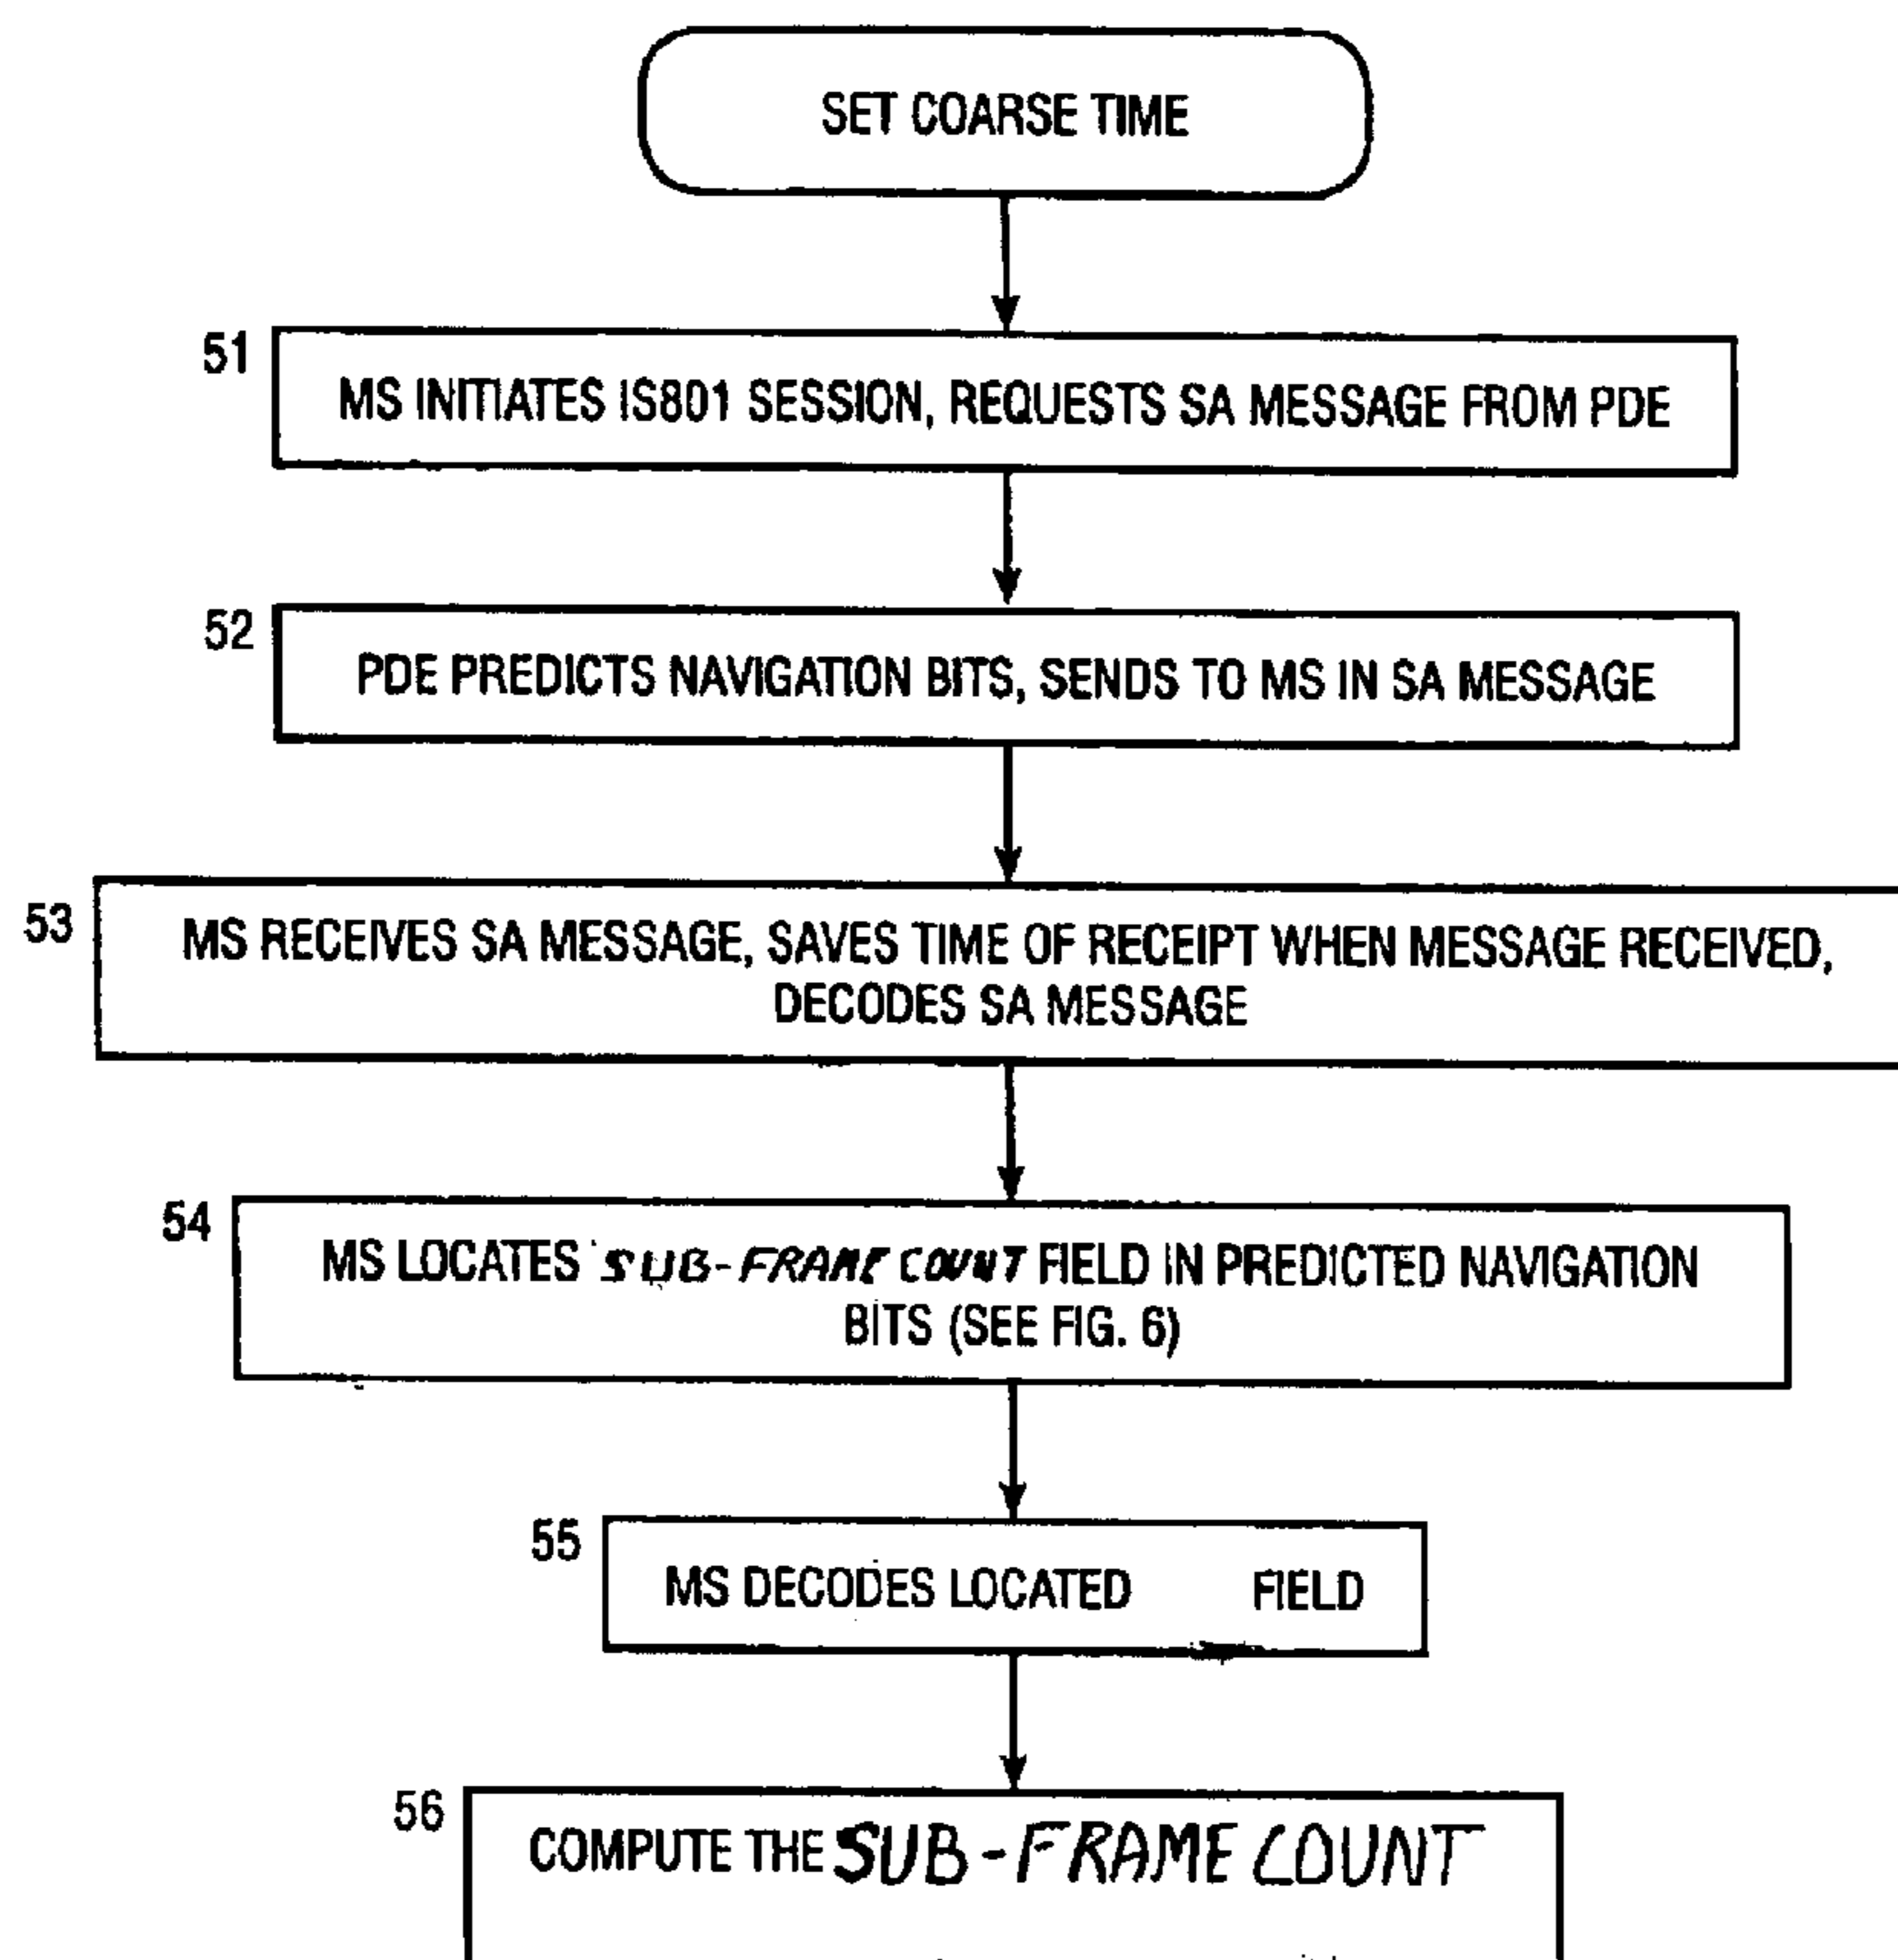 SET COARSE TIME
51
MS INITIATES IS801 SESSION, REQUESTS SA MESSAGE FROM PDE
52
PDE PREDICTS NAVIGATION BITS, SENDS TO MS IN SA MESSAGE
53
MS RECEIVES SA MESSAGE, SAVES TIME OF RECEIPT WHEN MESSAGE RECEIVED,
DECODES SA MESSAGE
54
MS LOCATES SUB-FRAME COUNT FIELD IN PREDICTED NAVIGATION
BITS (SEE FIG. 6)
55
MS DECODES LOCATED FIELD
56
COMPUTE THE SUB-FRAME COUNT